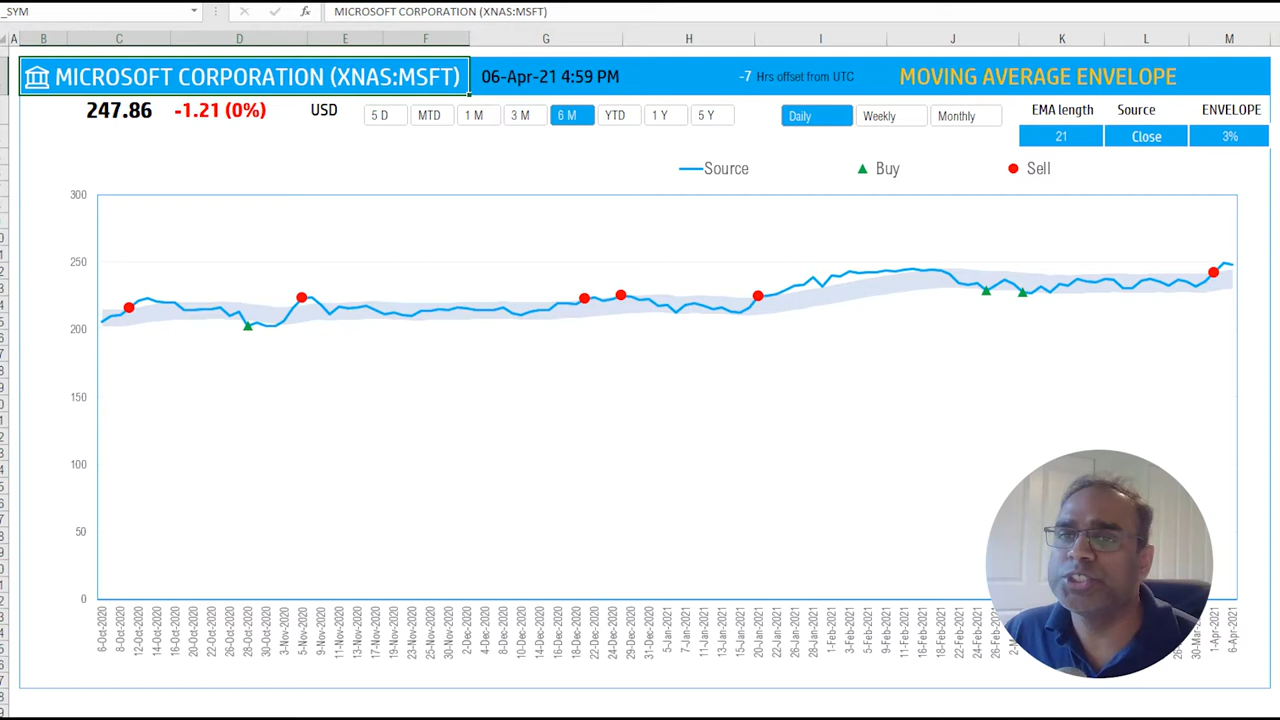 _SYM
fx MICROSOFT CORPORATION (XNAS:MSFT)
A B C D E F G H I J K L M
MICROSOFT CORPORATION (XNAS:MSFT) 06-Apr-21 4:59 PM -7 Hrs offset from UTC MOVING AVERAGE ENVELOPE
247.86 -1.21 (0%) USD 5 D MTD 1 M 3 M 6 M YTD 1 Y 5 Y Daily Weekly Monthly EMA length Source ENVELOPE
21 Close 3%
Source Buy Sell
300
250
200
150
100
50
0
6-Oct-2020 8-Oct-2020 12-Oct-2020 14-Oct-2020 16-Oct-2020 20-Oct-2020 22-Oct-2020 26-Oct-2020 28-Oct-2020 30-Oct-2020 3-Nov-2020 5-Nov-2020 9-Nov-2020 11-Nov-2020 13-Nov-2020 17-Nov-2020 19-Nov-2020 23-Nov-2020 25-Nov-2020 30-Nov-2020 2-Dec-2020 4-Dec-2020 8-Dec-2020 10-Dec-2020 14-Dec-2020 16-Dec-2020 18-Dec-2020 22-Dec-2020 24-Dec-2020 29-Dec-2020 31-Dec-2020 5-Jan-2021 7-Jan-2021 11-Jan-2021 13-Jan-2021 15-Jan-2021 20-Jan-2021 22-Jan-2021 26-Jan-2021 28-Jan-2021 1-Feb-2021 3-Feb-2021 5-Feb-2021 9-Feb-2021 11-Feb-2021 16-Feb-2021 18-Feb-2021 22-Feb-2021 24-Feb-2021 26-Feb-2021 30-Mar-2021 1-Apr-2021 6-Apr-2021